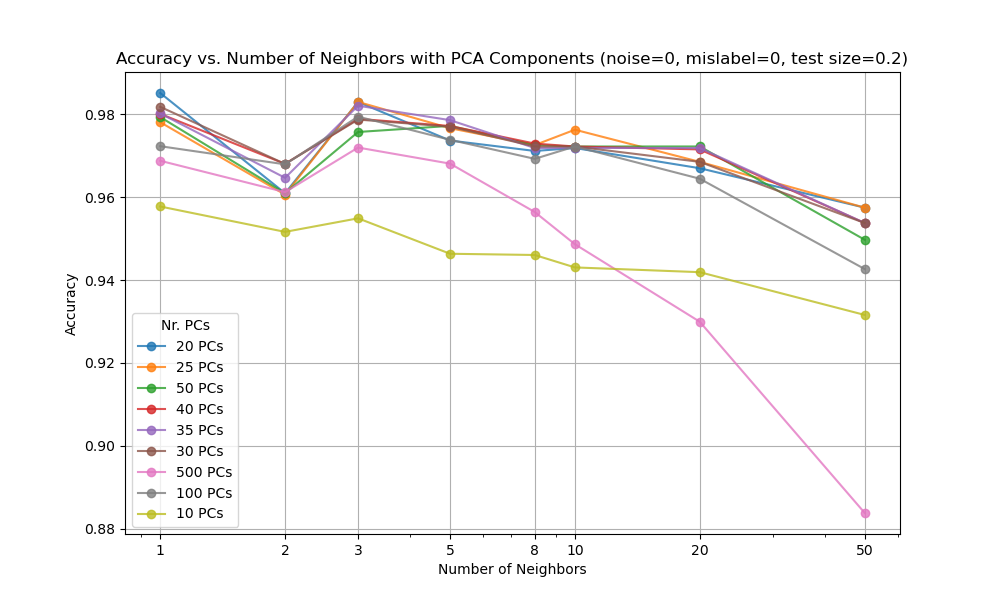 Accuracy vs. Number of Neighbors with PCA Components (noise=0, mislabel=0, test size=0.2)
Accuracy
0.98
0.96
0.94
0.92
0.90
0.88
Nr. PCs
20 PCs
25 PCs
50 PCs
40 PCs
35 PCs
30 PCs
500 PCs
100 PCs
10 PCs
1 2 3 5 8 10 20 50
Number of Neighbors